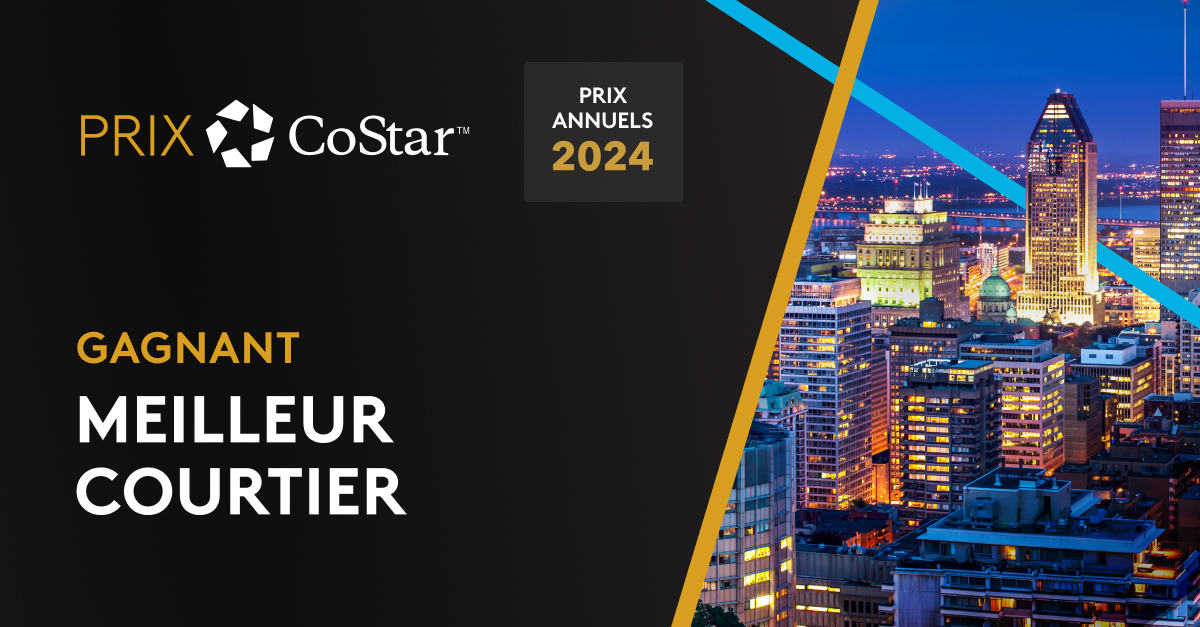 PRIX CoStar™
PRIX
ANNUELS
2024
GAGNANT
MEILLEUR
COURTIER